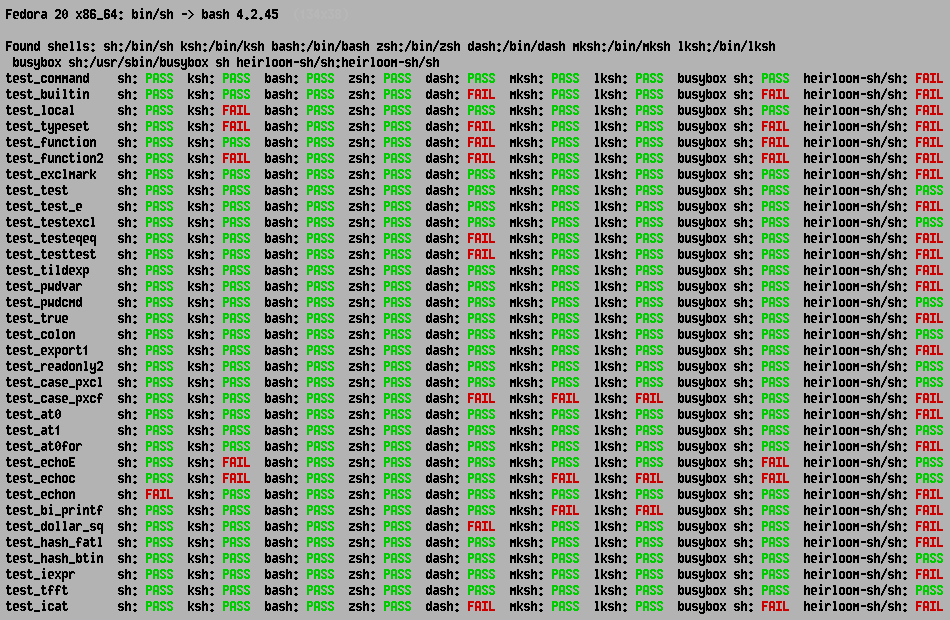 Fedora 20 x86_64: bin/sh -> bash 4.2.45
Found shells: sh:/bin/sh ksh:/bin/ksh bash:/bin/bash zsh:/bin/zsh dash:/bin/dash mksh:/bin/mksh lksh:/bin/lksh
busybox sh:/usr/sbin/busybox sh heirloom-sh/sh:heirloom-sh/sh
test_command sh: PASS ksh: PASS bash: PASS zsh: PASS dash: PASS mksh: PASS lksh: PASS busybox sh: PASS heirloom-sh/sh: FAIL
test_builtin sh: PASS ksh: PASS bash: PASS zsh: PASS dash: FAIL mksh: PASS lksh: PASS busybox sh: FAIL heirloom-sh/sh: FAIL
test_local sh: PASS ksh: FAIL bash: PASS zsh: PASS dash: PASS mksh: PASS lksh: PASS busybox sh: PASS heirloom-sh/sh: FAIL
test_typeset sh: PASS ksh: FAIL bash: PASS zsh: PASS dash: FAIL mksh: PASS lksh: PASS busybox sh: FAIL heirloom-sh/sh: FAIL
test_function sh: PASS ksh: PASS bash: PASS zsh: PASS dash: FAIL mksh: PASS lksh: PASS busybox sh: FAIL heirloom-sh/sh: FAIL
test_function2 sh: PASS ksh: FAIL bash: PASS zsh: PASS dash: FAIL mksh: PASS lksh: PASS busybox sh: FAIL heirloom-sh/sh: FAIL
test_exclmark sh: PASS ksh: PASS bash: PASS zsh: PASS dash: PASS mksh: PASS lksh: PASS busybox sh: PASS heirloom-sh/sh: FAIL
test_test sh: PASS ksh: PASS bash: PASS zsh: PASS dash: PASS mksh: PASS lksh: PASS busybox sh: PASS heirloom-sh/sh: PASS
test_test_e sh: PASS ksh: PASS bash: PASS zsh: PASS dash: PASS mksh: PASS lksh: PASS busybox sh: PASS heirloom-sh/sh: FAIL
test_testexcl sh: PASS ksh: PASS bash: PASS zsh: PASS dash: PASS mksh: PASS lksh: PASS busybox sh: PASS heirloom-sh/sh: PASS
test_testeqeq sh: PASS ksh: PASS bash: PASS zsh: PASS dash: FAIL mksh: PASS lksh: PASS busybox sh: PASS heirloom-sh/sh: FAIL
test_testtest sh: PASS ksh: PASS bash: PASS zsh: PASS dash: FAIL mksh: PASS lksh: PASS busybox sh: PASS heirloom-sh/sh: FAIL
test_tildexp sh: PASS ksh: PASS bash: PASS zsh: PASS dash: PASS mksh: PASS lksh: PASS busybox sh: PASS heirloom-sh/sh: FAIL
test_pwdvar sh: PASS ksh: PASS bash: PASS zsh: PASS dash: PASS mksh: PASS lksh: PASS busybox sh: PASS heirloom-sh/sh: FAIL
test_pwdcmd sh: PASS ksh: PASS bash: PASS zsh: PASS dash: PASS mksh: PASS lksh: PASS busybox sh: PASS heirloom-sh/sh: PASS
test_true sh: PASS ksh: PASS bash: PASS zsh: PASS dash: PASS mksh: PASS lksh: PASS busybox sh: PASS heirloom-sh/sh: FAIL
test_colon sh: PASS ksh: PASS bash: PASS zsh: PASS dash: PASS mksh: PASS lksh: PASS busybox sh: PASS heirloom-sh/sh: PASS
test_export1 sh: PASS ksh: PASS bash: PASS zsh: PASS dash: PASS mksh: PASS lksh: PASS busybox sh: PASS heirloom-sh/sh: FAIL
test_readonly2 sh: PASS ksh: PASS bash: PASS zsh: PASS dash: PASS mksh: PASS lksh: PASS busybox sh: PASS heirloom-sh/sh: PASS
test_case_pxcl sh: PASS ksh: PASS bash: PASS zsh: PASS dash: PASS mksh: PASS lksh: PASS busybox sh: PASS heirloom-sh/sh: PASS
test_case_pxcf sh: PASS ksh: PASS bash: PASS zsh: PASS dash: FAIL mksh: FAIL lksh: FAIL busybox sh: PASS heirloom-sh/sh: FAIL
test_at0 sh: PASS ksh: PASS bash: PASS zsh: PASS dash: PASS mksh: PASS lksh: PASS busybox sh: PASS heirloom-sh/sh: FAIL
test_at1 sh: PASS ksh: PASS bash: PASS zsh: PASS dash: PASS mksh: PASS lksh: PASS busybox sh: PASS heirloom-sh/sh: PASS
test_at0for sh: PASS ksh: PASS bash: PASS zsh: PASS dash: PASS mksh: PASS lksh: PASS busybox sh: PASS heirloom-sh/sh: FAIL
test_echoE sh: PASS ksh: FAIL bash: PASS zsh: PASS dash: PASS mksh: PASS lksh: PASS busybox sh: FAIL heirloom-sh/sh: PASS
test_echoc sh: PASS ksh: FAIL bash: PASS zsh: PASS dash: PASS mksh: FAIL lksh: FAIL busybox sh: FAIL heirloom-sh/sh: PASS
test_echon sh: FAIL ksh: PASS bash: PASS zsh: PASS dash: PASS mksh: PASS lksh: PASS busybox sh: PASS heirloom-sh/sh: FAIL
test_bi_printf sh: PASS ksh: PASS bash: PASS zsh: PASS dash: PASS mksh: FAIL lksh: FAIL busybox sh: PASS heirloom-sh/sh: FAIL
test_dollar_sq sh: PASS ksh: PASS bash: PASS zsh: PASS dash: FAIL mksh: PASS lksh: PASS busybox sh: PASS heirloom-sh/sh: FAIL
test_hash_fatl sh: PASS ksh: PASS bash: PASS zsh: PASS dash: PASS mksh: PASS lksh: PASS busybox sh: PASS heirloom-sh/sh: FAIL
test_hash_btin sh: PASS ksh: PASS bash: PASS zsh: PASS dash: PASS mksh: PASS lksh: PASS busybox sh: PASS heirloom-sh/sh: PASS
test_iexpr sh: PASS ksh: PASS bash: PASS zsh: PASS dash: PASS mksh: PASS lksh: PASS busybox sh: PASS heirloom-sh/sh: FAIL
test_tfft sh: PASS ksh: PASS bash: PASS zsh: PASS dash: PASS mksh: PASS lksh: PASS busybox sh: PASS heirloom-sh/sh: PASS
test_icat sh: PASS ksh: PASS bash: PASS zsh: PASS dash: FAIL mksh: PASS lksh: PASS busybox sh: FAIL heirloom-sh/sh: FAIL